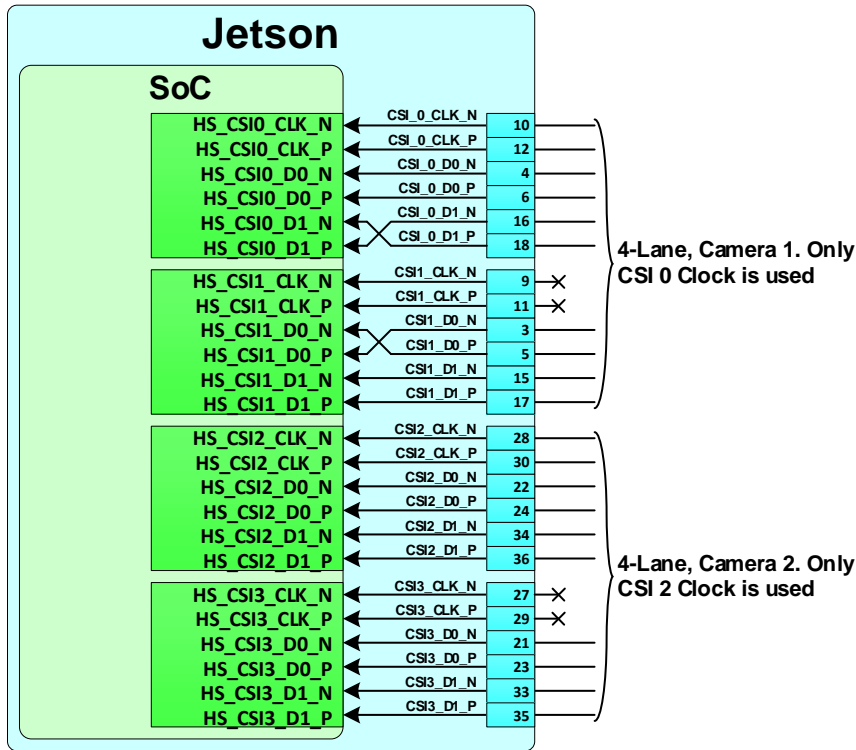 Jetson
SoC
HS_CSI0_CLK_N CSI_0_CLK_N 10
HS_CSI0_CLK_P CSI_0_CLK_P 12
HS_CSI0_D0_N CSI_0_D0_N 4
HS_CSI0_D0_P CSI_0_D0_P 6
HS_CSI0_D1_N CSI_0_D1_N 16
HS_CSI0_D1_P CSI_0_D1_P 18
4-Lane, Camera 1. Only
CSI 0 Clock is used
HS_CSI1_CLK_N CSI1_CLK_N 9
HS_CSI1_CLK_P CSI1_CLK_P 11
HS_CSI1_D0_N CSI1_D0_N 3
HS_CSI1_D0_P CSI1_D0_P 5
HS_CSI1_D1_N CSI1_D1_N 15
HS_CSI1_D1_P CSI1_D1_P 17
HS_CSI2_CLK_N CSI2_CLK_N 28
HS_CSI2_CLK_P CSI2_CLK_P 30
HS_CSI2_D0_N CSI2_D0_N 22
HS_CSI2_D0_P CSI2_D0_P 24
HS_CSI2_D1_N CSI2_D1_N 34
HS_CSI2_D1_P CSI2_D1_P 36
4-Lane, Camera 2. Only
CSI 2 Clock is used
HS_CSI3_CLK_N CSI3_CLK_N 27
HS_CSI3_CLK_P CSI3_CLK_P 29
HS_CSI3_D0_N CSI3_D0_N 21
HS_CSI3_D0_P CSI3_D0_P 23
HS_CSI3_D1_N CSI3_D1_N 33
HS_CSI3_D1_P CSI3_D1_P 35